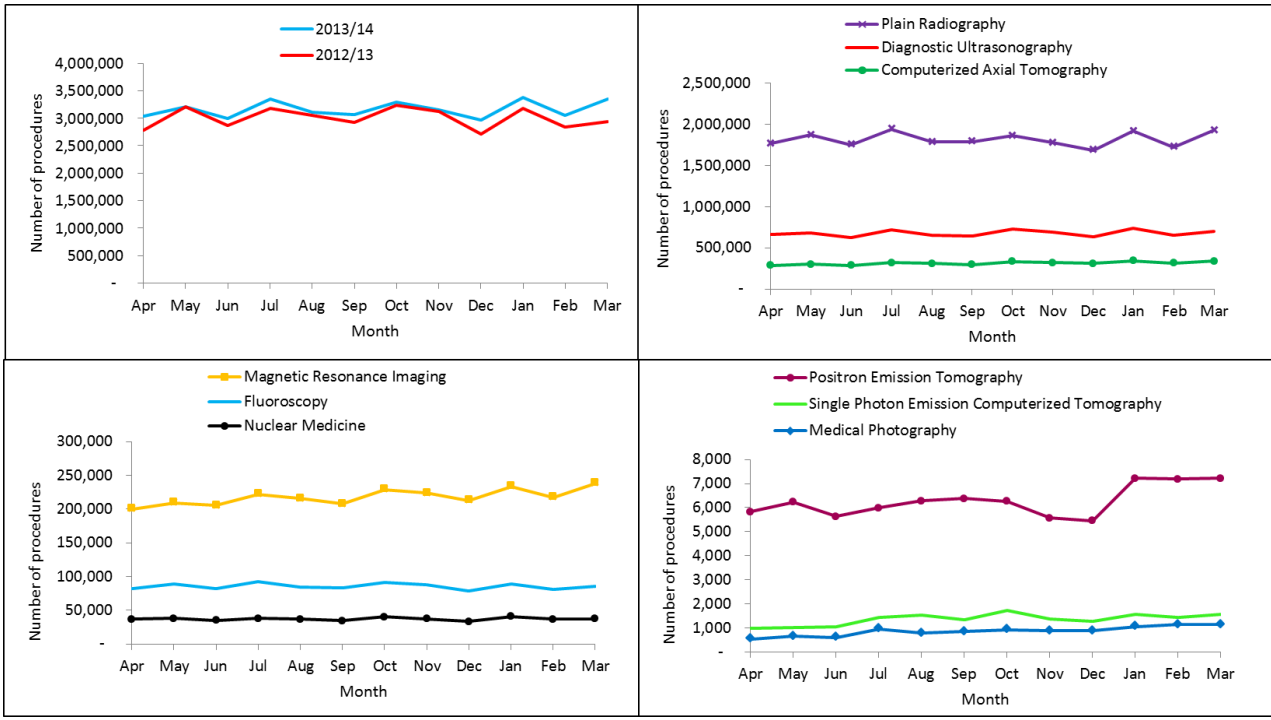 2013/14
2012/13
Number of procedures
4,000,000
3,500,000
3,000,000
2,500,000
2,000,000
1,500,000
1,000,000
500,000
-
Apr May Jun Jul Aug Sep Oct Nov Dec Jan Feb Mar
Month
Plain Radiography
Diagnostic Ultrasonography
Computerized Axial Tomography
Number of procedures
2,500,000
2,000,000
1,500,000
1,000,000
500,000
-
Apr May Jun Jul Aug Sep Oct Nov Dec Jan Feb Mar
Month
Magnetic Resonance Imaging
Fluoroscopy
Nuclear Medicine
Number of procedures
300,000
250,000
200,000
150,000
100,000
50,000
-
Apr May Jun Jul Aug Sep Oct Nov Dec Jan Feb Mar
Month
Positron Emission Tomography
Single Photon Emission Computerized Tomography
Medical Photography
Number of procedures
8,000
7,000
6,000
5,000
4,000
3,000
2,000
1,000
-
Apr May Jun Jul Aug Sep Oct Nov Dec Jan Feb Mar
Month